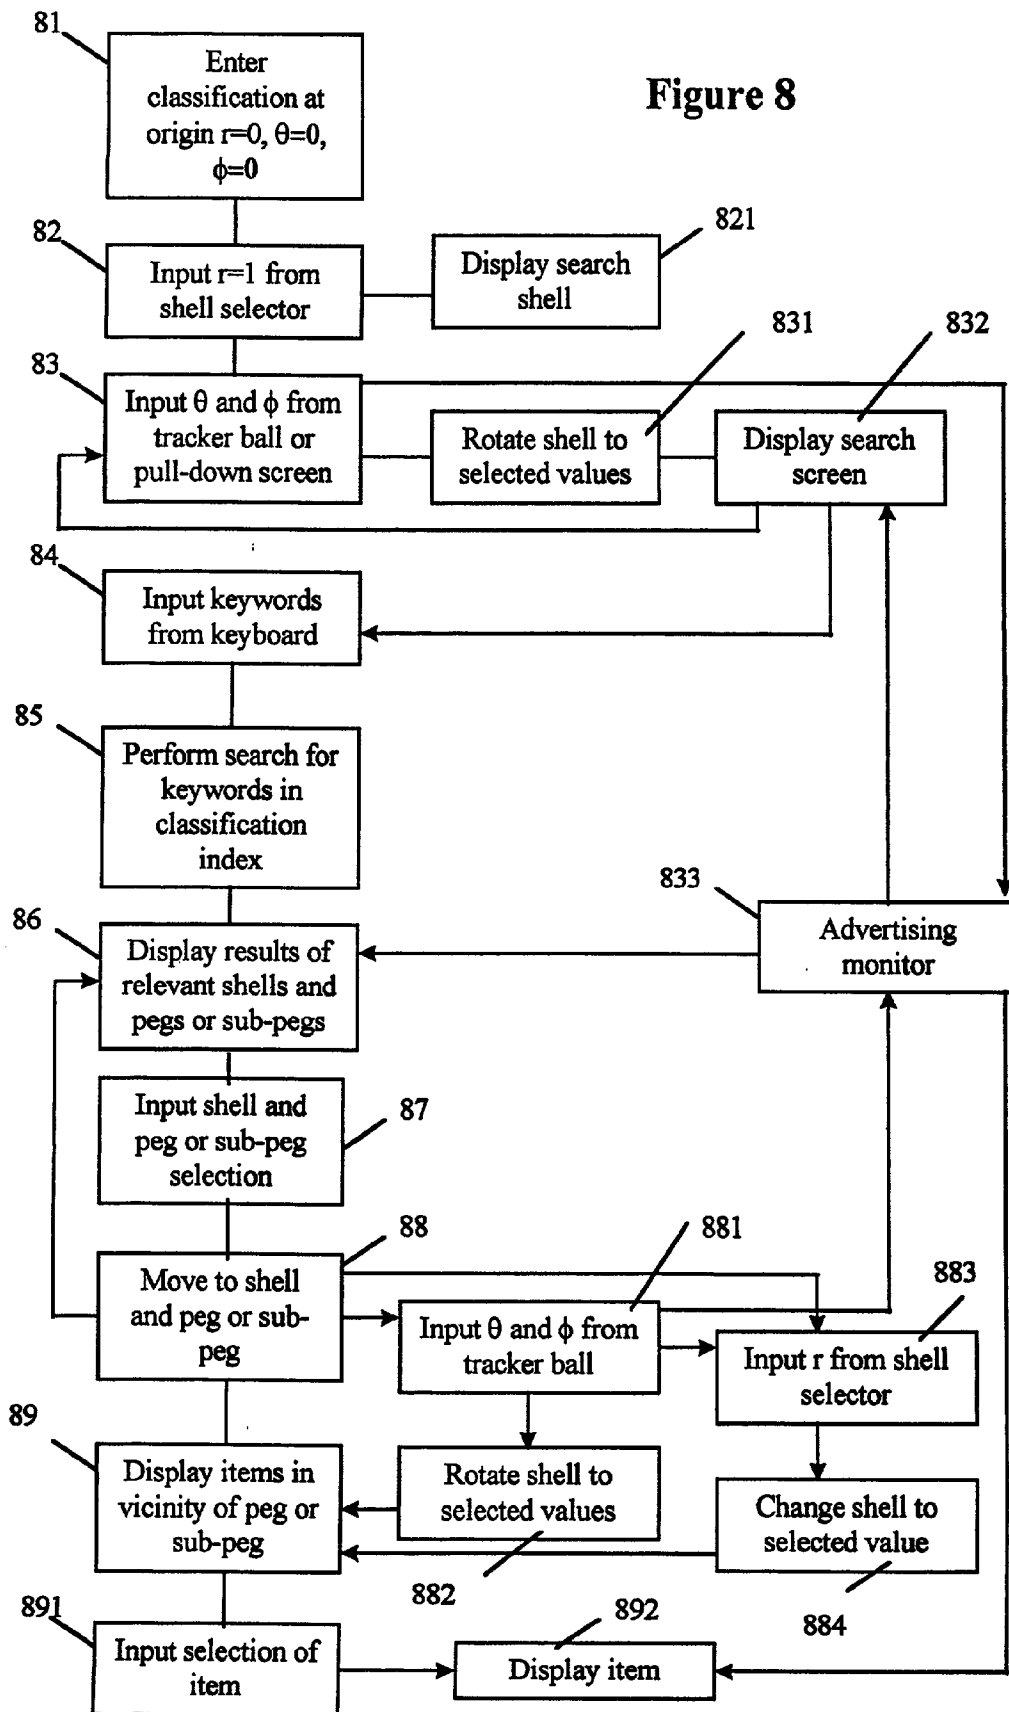 81
Enter
classification at
origin r=0, θ=0,
ϕ=0
Figure 8
82
Input r=1 from
shell selector
821
Display search
shell
83
Input θ and ϕ from
tracker ball or
pull-down screen
831
Rotate shell to
selected values
832
Display search
screen
84
Input keywords
from keyboard
85
Perform search for
keywords in
classification
index
833
Advertising
monitor
86
Display results of
relevant shells and
pegs or sub-pegs
87
Input shell and
peg or sub-peg
selection
88
Move to shell
and peg or sub-
peg
881
Input θ and ϕ from
tracker ball
883
Input r from shell
selector
89
Display items in
vicinity of peg or
sub-peg
Rotate shell to
selected values
882
Change shell to
selected value
884
891
Input selection of
item
892
Display item